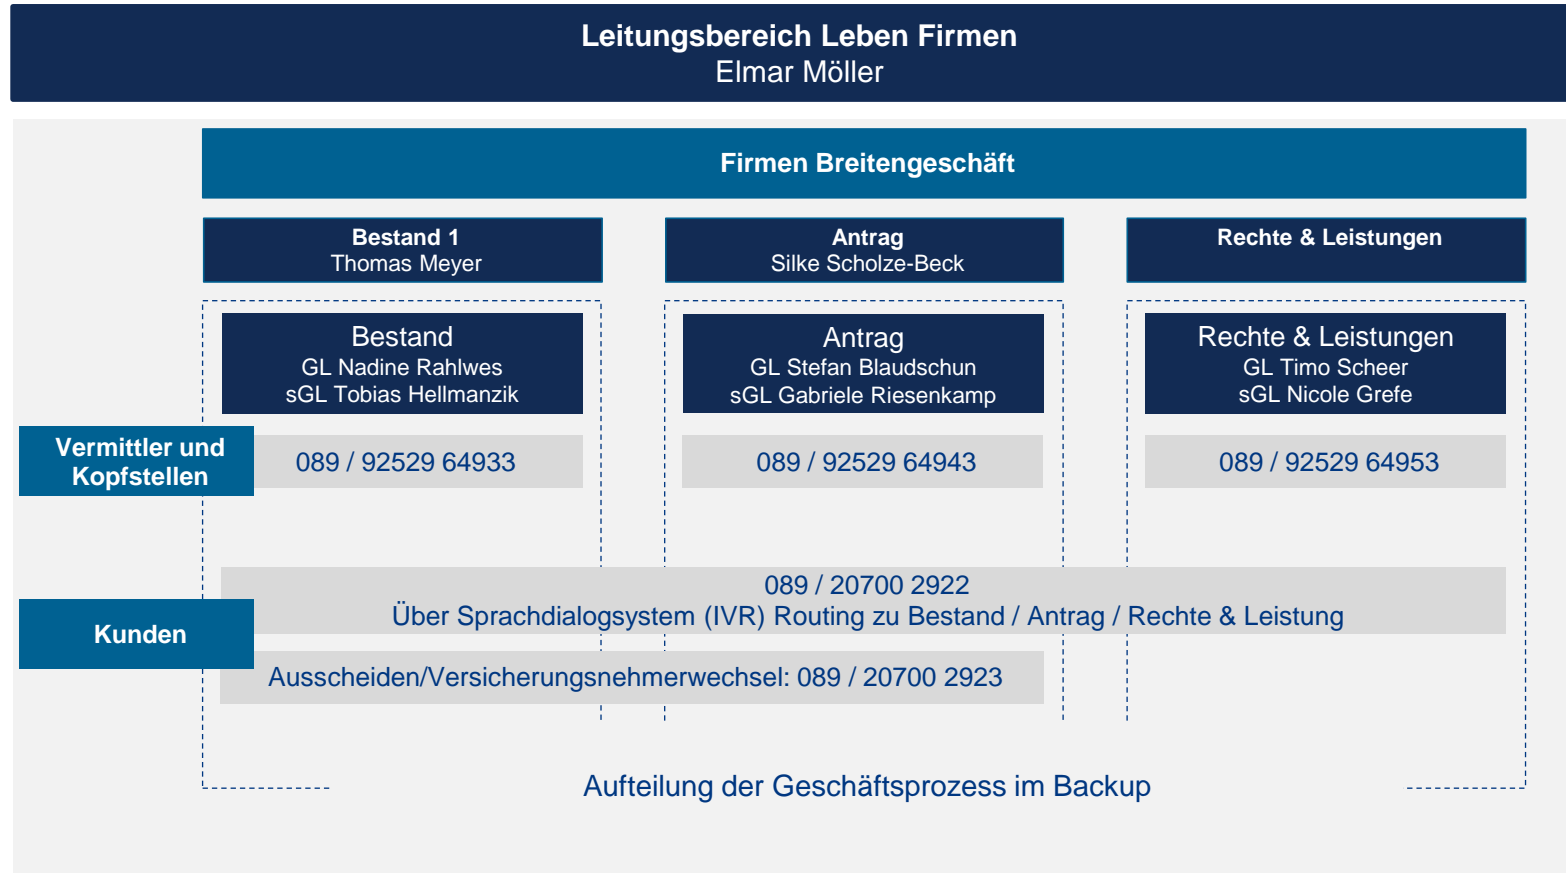 Leitungsbereich Leben Firmen
Elmar Möller
Firmen Breitengeschäft
Bestand 1
Thomas Meyer
Antrag
Silke Scholze-Beck
Rechte & Leistungen
Bestand
GL Nadine Rahlwes
sGL Tobias Hellmanzik
Antrag
GL Stefan Blaudschun
sGL Gabriele Riesenkamp
Rechte & Leistungen
GL Timo Scheer
sGL Nicole Grefe
Vermittler und
Kopfstellen
089 / 92529 64933
089 / 92529 64943
089 / 92529 64953
Kunden
089 / 20700 2922
Über Sprachdialogsystem (IVR) Routing zu Bestand / Antrag / Rechte & Leistung
Ausscheiden/Versicherungsnehmerwechsel: 089 / 20700 2923
Aufteilung der Geschäftsprozess im Backup